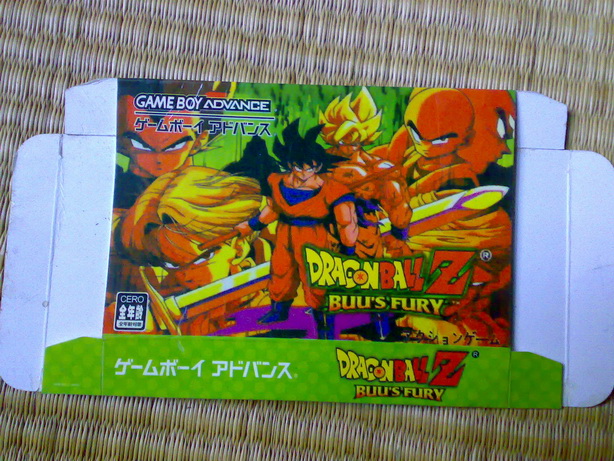 GAME BOY ADVANCE
ゲームボーイ アドバンス
DRAGON BALL Z ®
BUU'S FURY
CERO
全年齢
アクションゲーム
ゲームボーイ アドバンス®
DRAGON BALL Z ®
BUU'S FURY